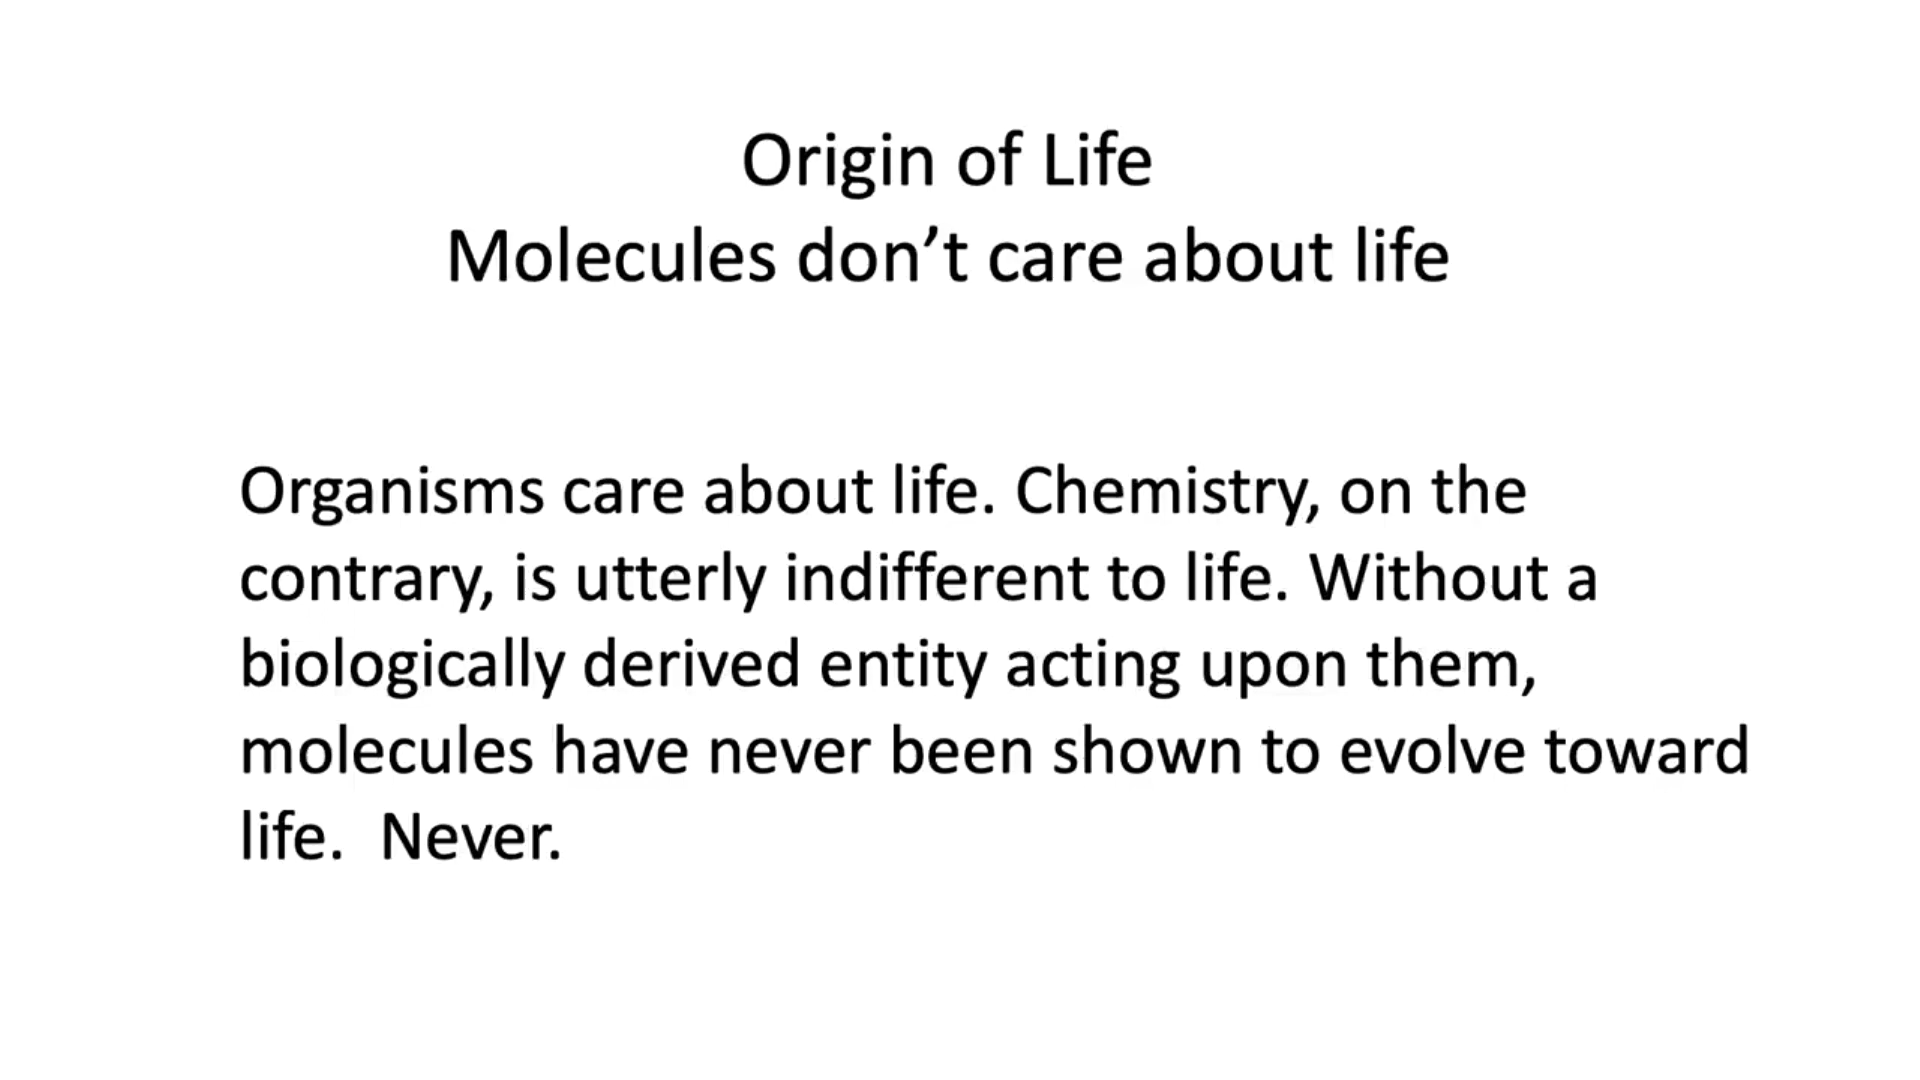 Origin of Life
Molecules don’t care about life
Organisms care about life. Chemistry, on the
contrary, is utterly indifferent to life. Without a
biologically derived entity acting upon them,
molecules have never been shown to evolve toward
life.  Never.